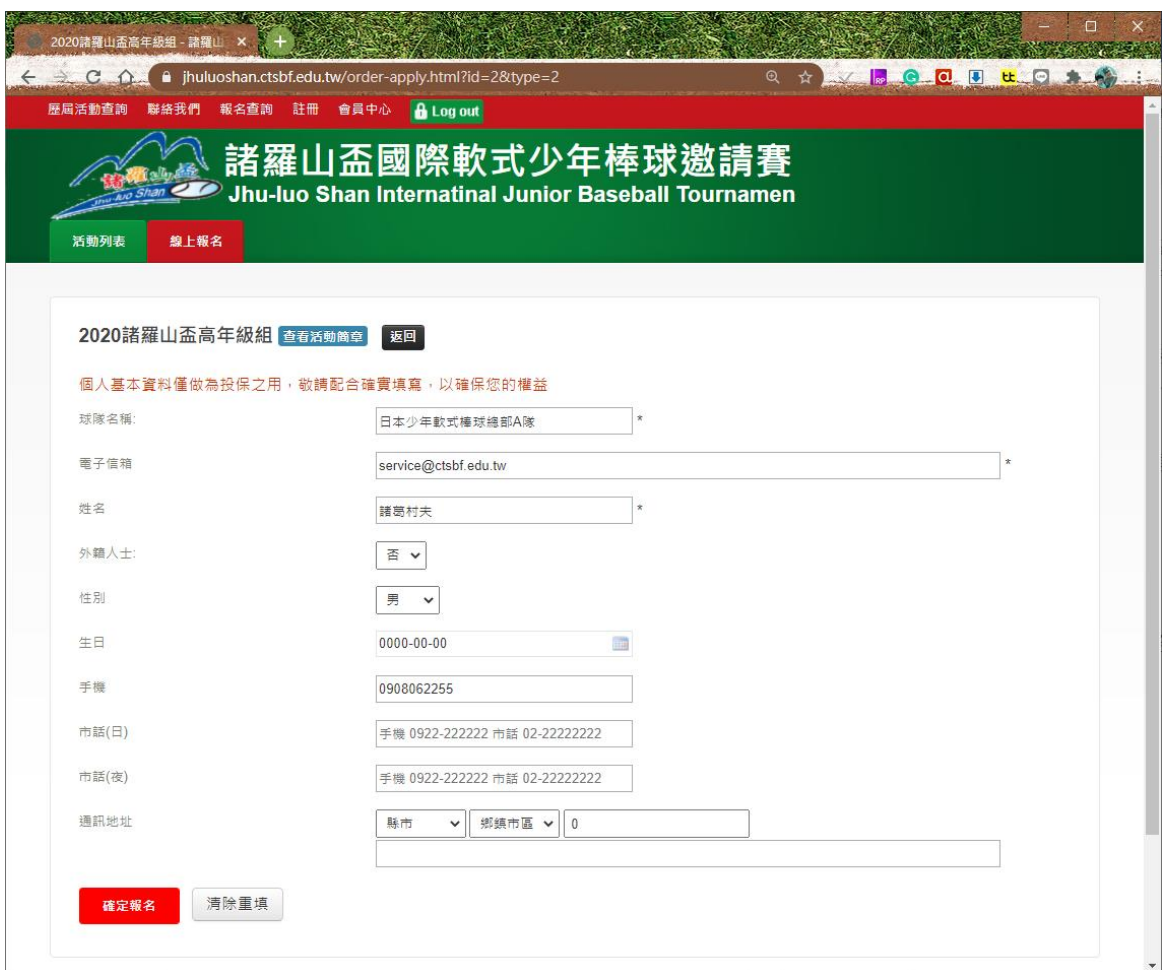 2020諸羅山盃高年級組 - 諸羅山
jhuluoshan.ctsbf.edu.tw/order-apply.html?id=2&type=2
歷屆活動查詢 聯絡我們 報名查詢 註冊 會員中心 Log out
諸羅山盃國際軟式少年棒球邀請賽
Jhu-luo Shan Internatinal Junior Baseball Tournamen
Jhu-luo Shan
活動列表 線上報名
2020諸羅山盃高年級組 查看活動簡章 返回
個人基本資料僅做為投保之用，敬請配合確實填寫，以確保您的權益
球隊名稱: 日本少年軟式棒球總部A隊 *
電子信箱 service@ctsbf.edu.tw *
姓名 諸葛村夫 *
外籍人士: 否
性別 男
生日 0000-00-00
手機 0908062255
市話(日) 手機 0922-222222 市話 02-22222222
市話(夜) 手機 0922-222222 市話 02-22222222
通訊地址 縣市 鄉鎮市區 0
確定報名 清除重填